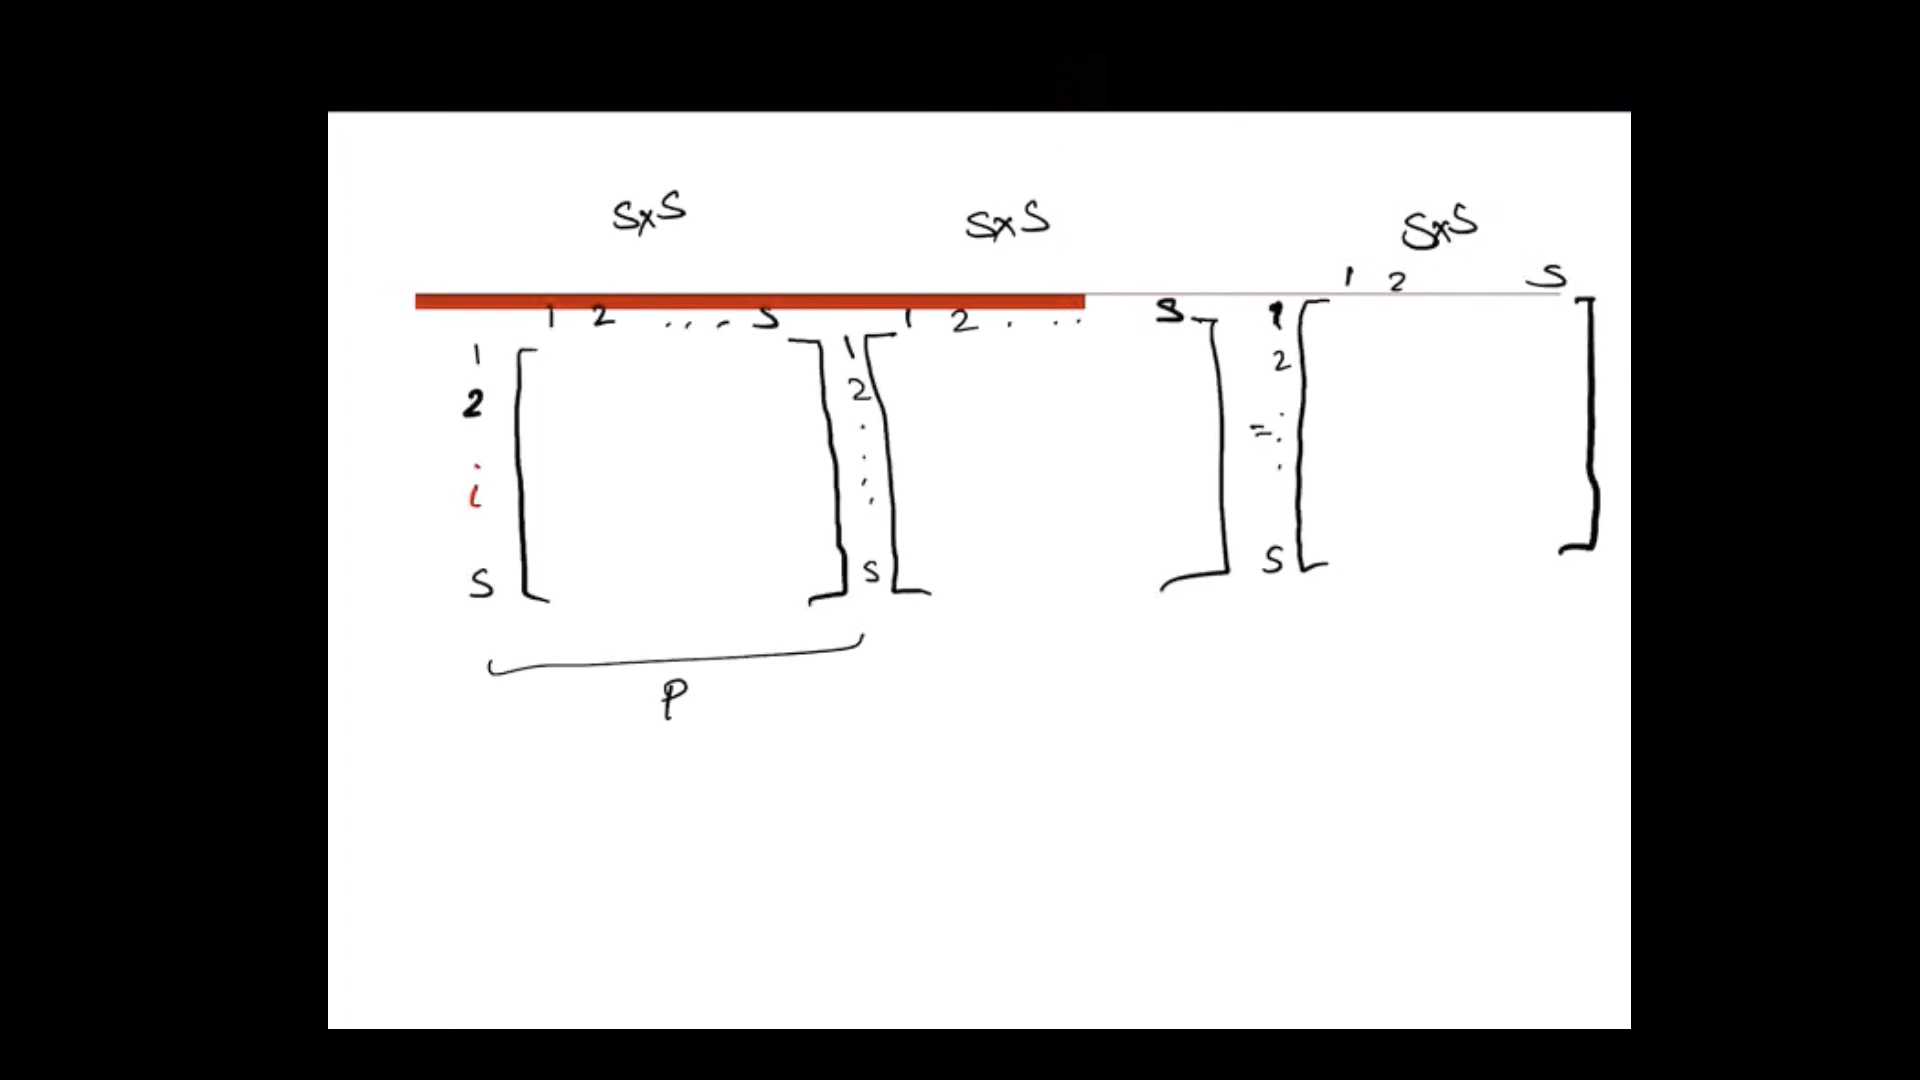 SxS SxS SxS
1 2 S
1 2 .... S 1 2 . .. S 1
1 1 2
2 2
. =:
i .
S S S
P